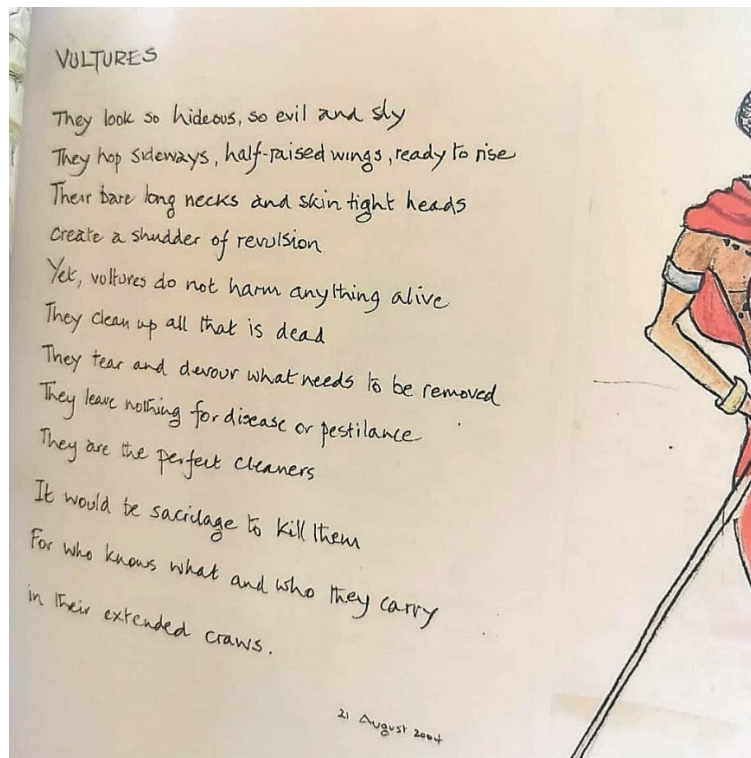 VULTURES
They look so hideous, so evil and sly
They hop sideways, half-raised wings, ready to rise
Their bare long necks and skin tight heads
create a shudder of revulsion
Yet, vultures do not harm anything alive
They clean up all that is dead
They tear and devour what needs to be removed
They leave nothing for disease or pestilance
They are the perfect cleaners
It would be sacrilage to kill them
For who knows what and who they carry
in their extended craws.
21 August 2004